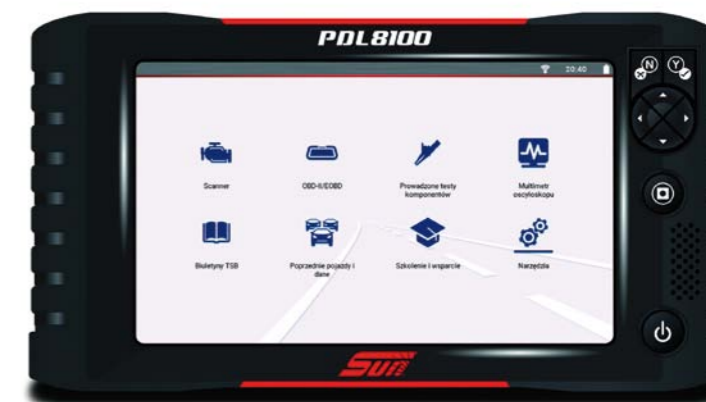 PDL8100
20:40
N
Y
Scanner
OBD-II/EOBD
Prowadzone testy
komponentów
Multimetr
oscyloskopu
Biuletyny TSB
Poprzednie pojazdy i
dane
Szkolenie i wsparcie
Narzędzia
Sun